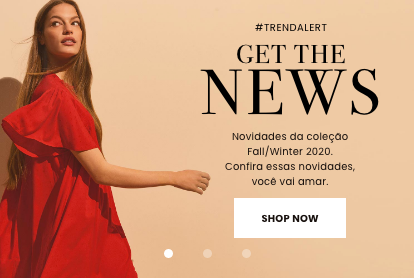 #TRENDALERT
GET THE
NEWS
Novidades da coleção
Fall/Winter 2020.
Confira essas novidades,
você vai amar.
SHOP NOW